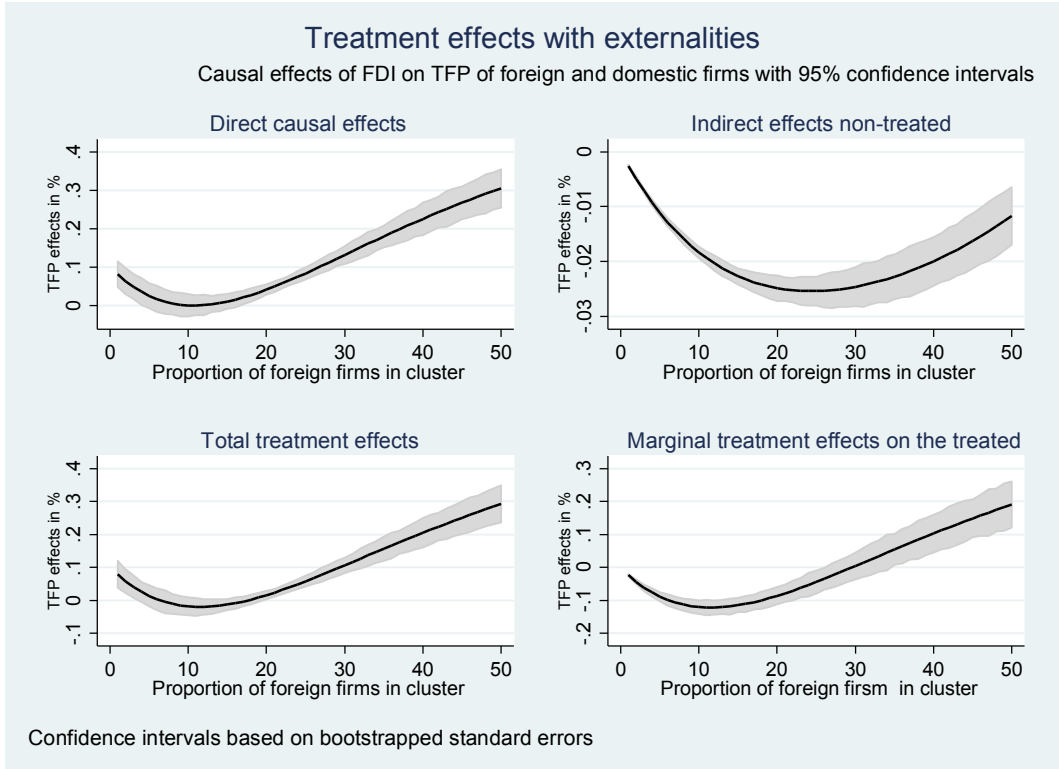 Treatment effects with externalities
Causal effects of FDI on TFP of foreign and domestic firms with 95% confidence intervals
Direct causal effects
TFP effects in %
.4
.3
.2
.1
0
0 10 20 30 40 50
Proportion of foreign firms in cluster
Indirect effects non-treated
TFP effects in %
0
-.01
-.02
-.03
0 10 20 30 40 50
Proportion of foreign firms in cluster
Total treatment effects
TFP effects in %
.4
.3
.2
.1
0
-.1
0 10 20 30 40 50
Proportion of foreign firms in cluster
Marginal treatment effects on the treated
TFP effects in %
.3
.2
.1
0
-.1
-.2
0 10 20 30 40 50
Proportion of foreign firsm in cluster
Confidence intervals based on bootstrapped standard errors